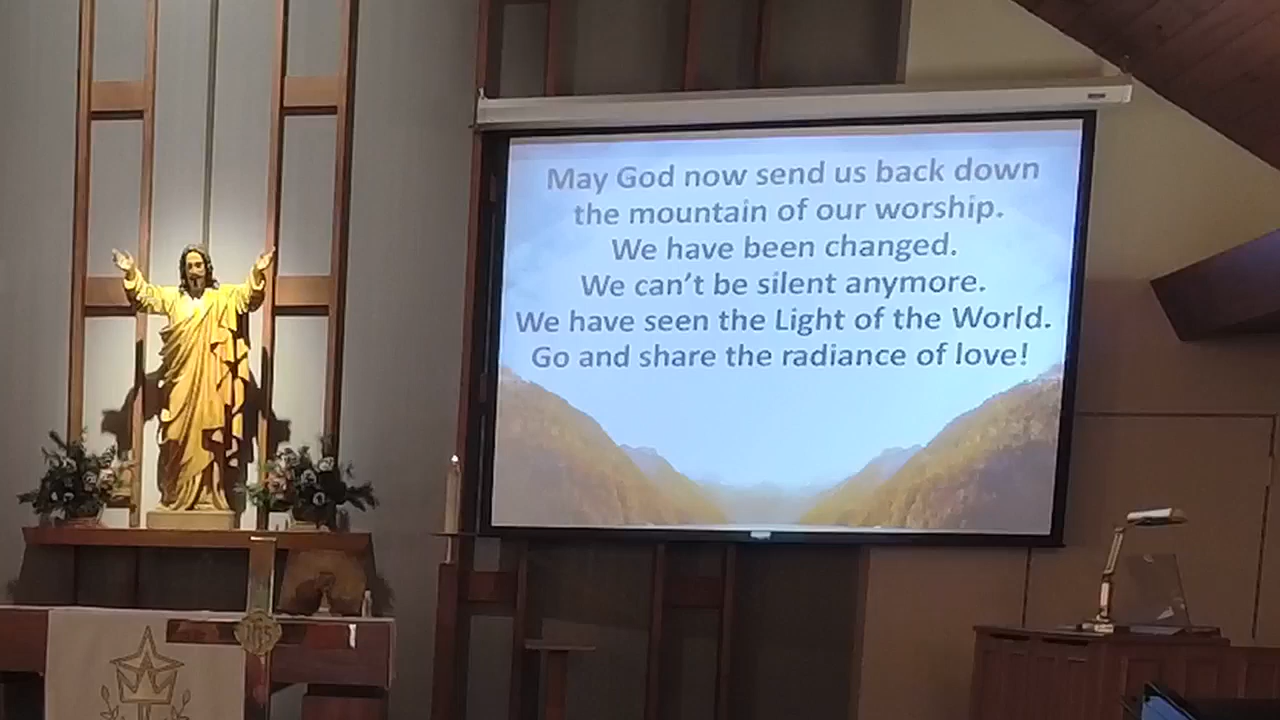 May God now send us back down
the mountain of our worship.
We have been changed.
We can't be silent anymore.
We have seen the Light of the World.
Go and share the radiance of love!
IHS